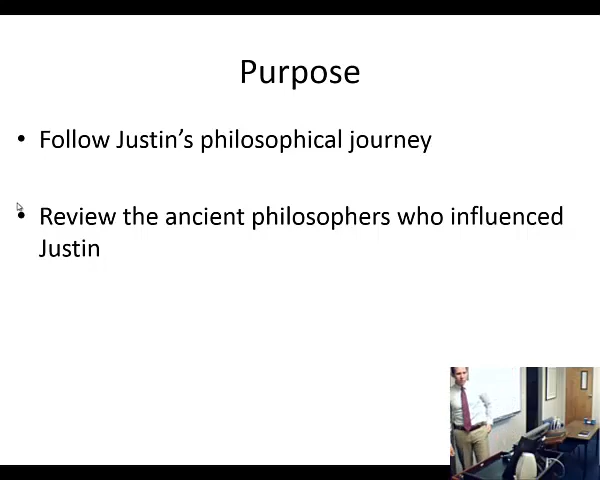 Purpose
• Follow Justin's philosophical journey
• Review the ancient philosophers who influenced
Justin